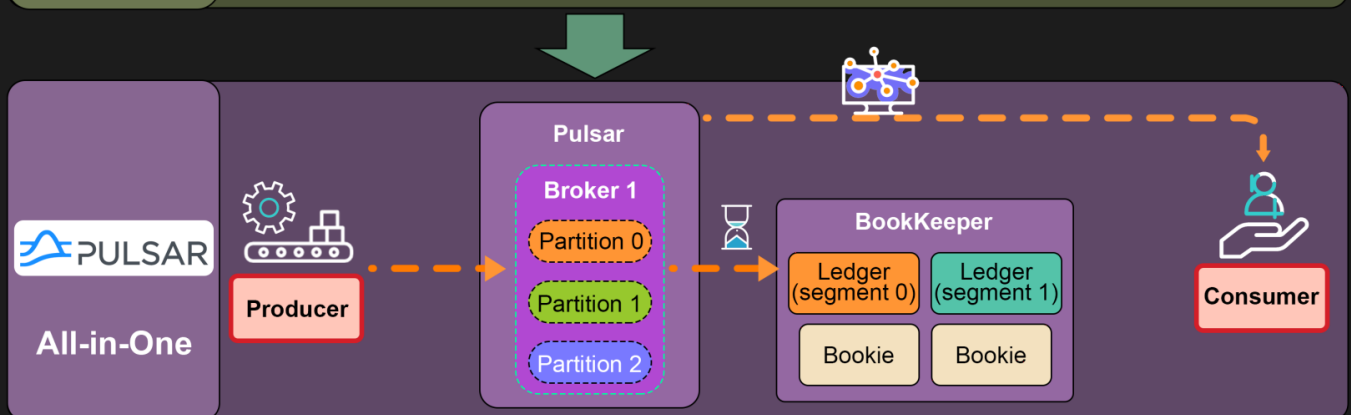 PULSAR
All-in-One
Producer
Pulsar
Broker 1
Partition 0
Partition 1
Partition 2
BookKeeper
Ledger
(segment 0)
Ledger
(segment 1)
Bookie
Bookie
Consumer